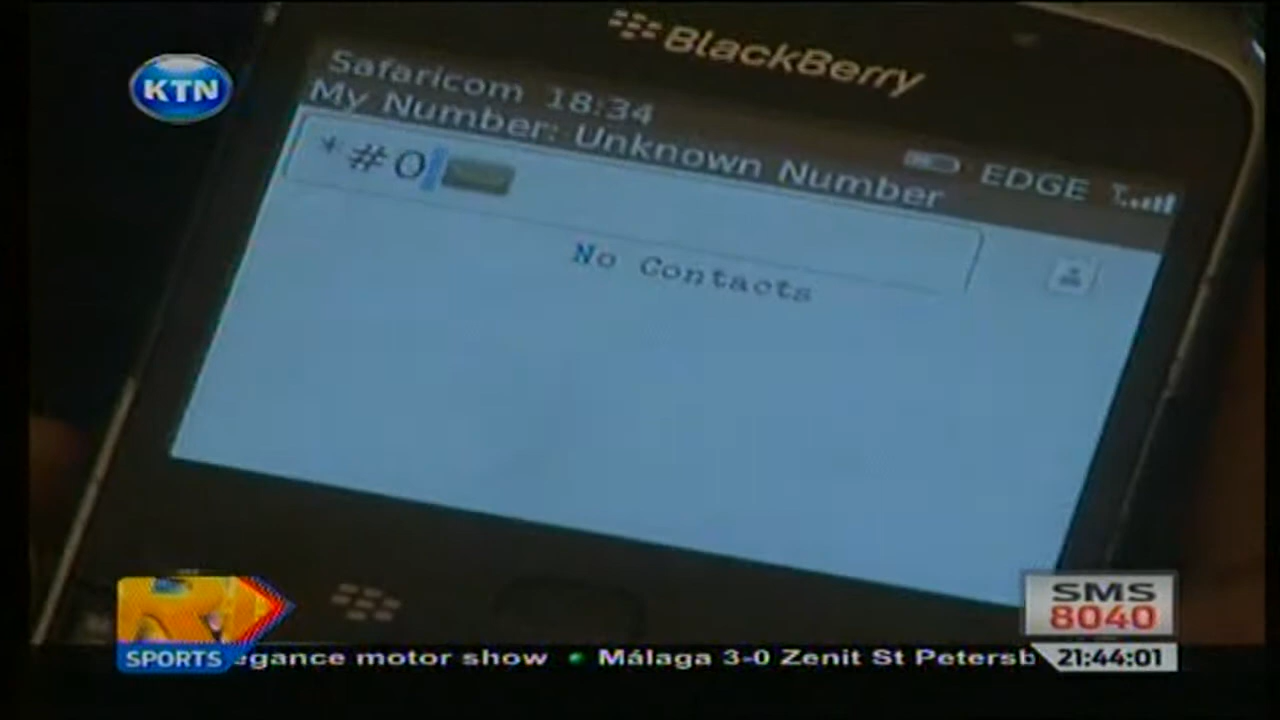 KTN
BlackBerry
Safaricom 18:34
EDGE
My Number: Unknown Number
*#0
No Contacts
SMS
8040
SPORTS
egance motor show • Málaga 3-0 Zenit St Petersb
21:44:01